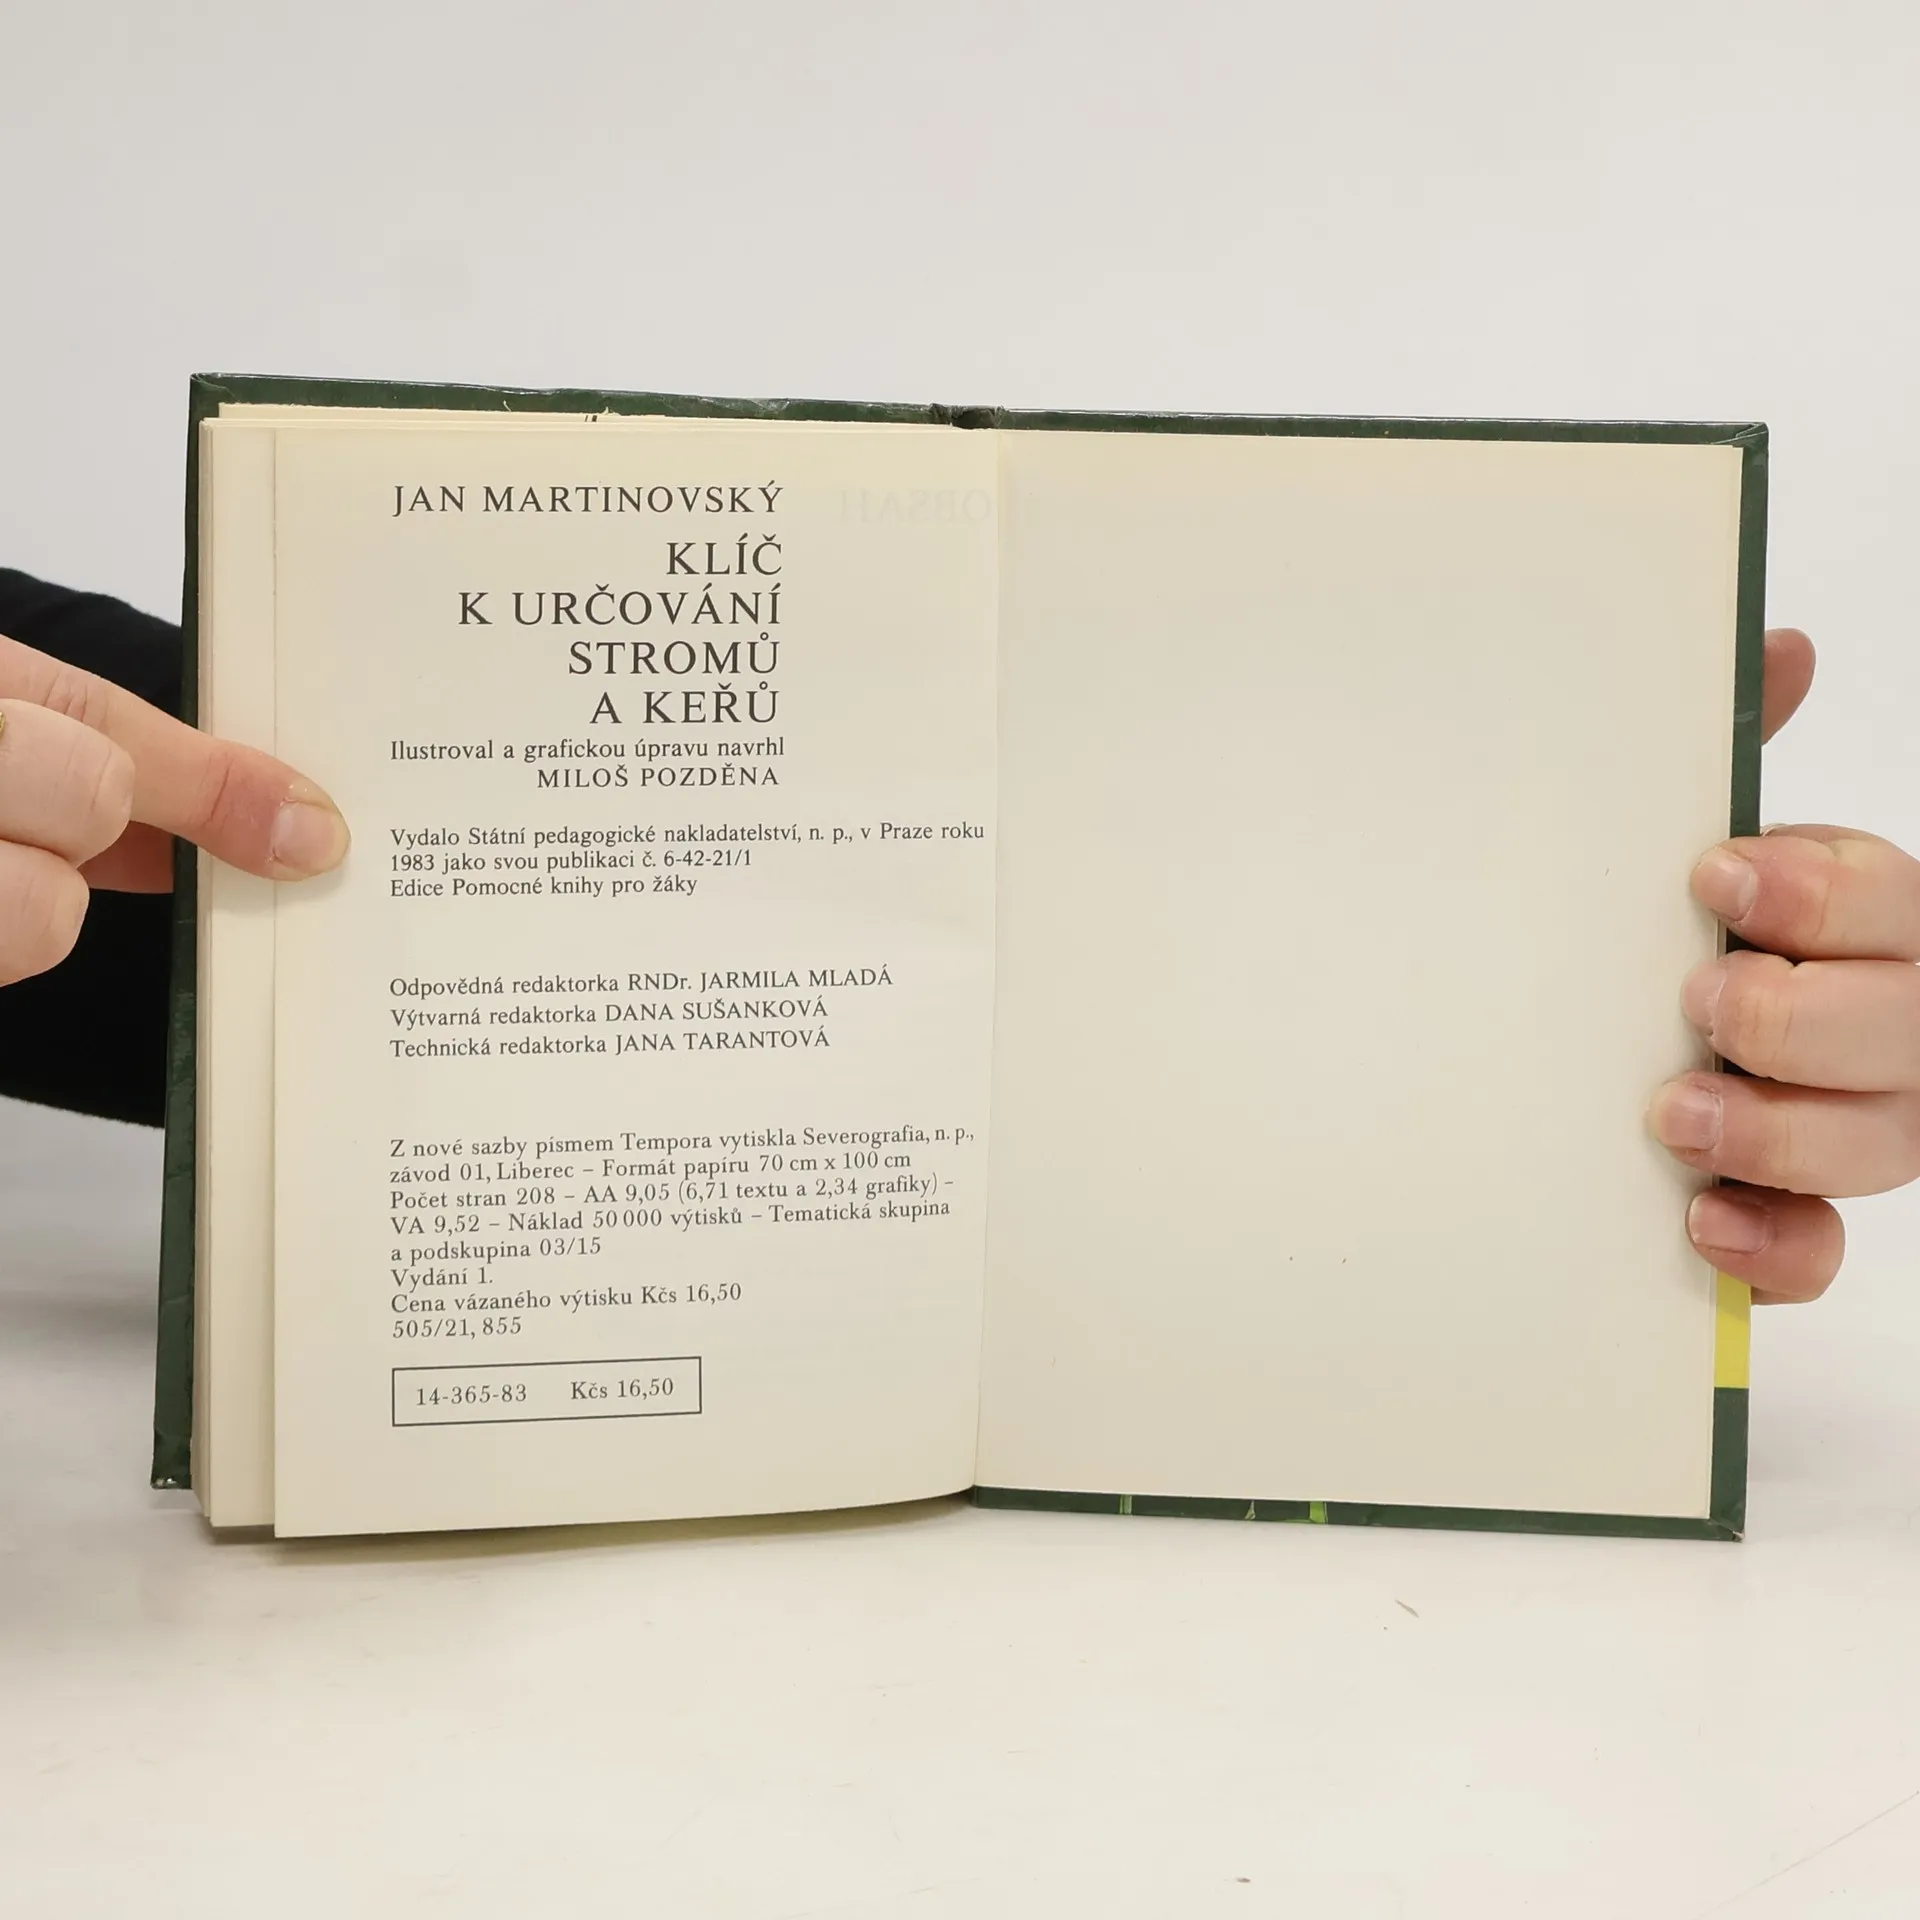 JAN MARTINOVSKÝ
KLÍČ
K URČOVÁNÍ
STROMŮ
A KEŘŮ
Ilustroval a grafickou úpravu navrhl
MILOŠ POZDĚNA
Vydalo Státní pedagogické nakladatelství, n. p., v Praze roku
1983 jako svou publikaci č. 6-42-21/1
Edice Pomocné knihy pro žáky
Odpovědná redaktorka RNDr. JARMILA MLADÁ
Výtvarná redaktorka DANA SUŠANKOVÁ
Technická redaktorka JANA TARANTOVÁ
Z nové sazby písmem Tempora vytiskla Severografia, n. p.,
závod 01, Liberec – Formát papíru 70 cm x 100 cm
Počet stran 208 – AA 9,05 (6,71 textu a 2,34 grafiky) –
VA 9,52 – Náklad 50 000 výtisků – Tematická skupina
a podskupina 03/15
Vydání 1.
Cena vázaného výtisku Kčs 16,50
505/21, 855
14-365-83 Kčs 16,50
OBSAH